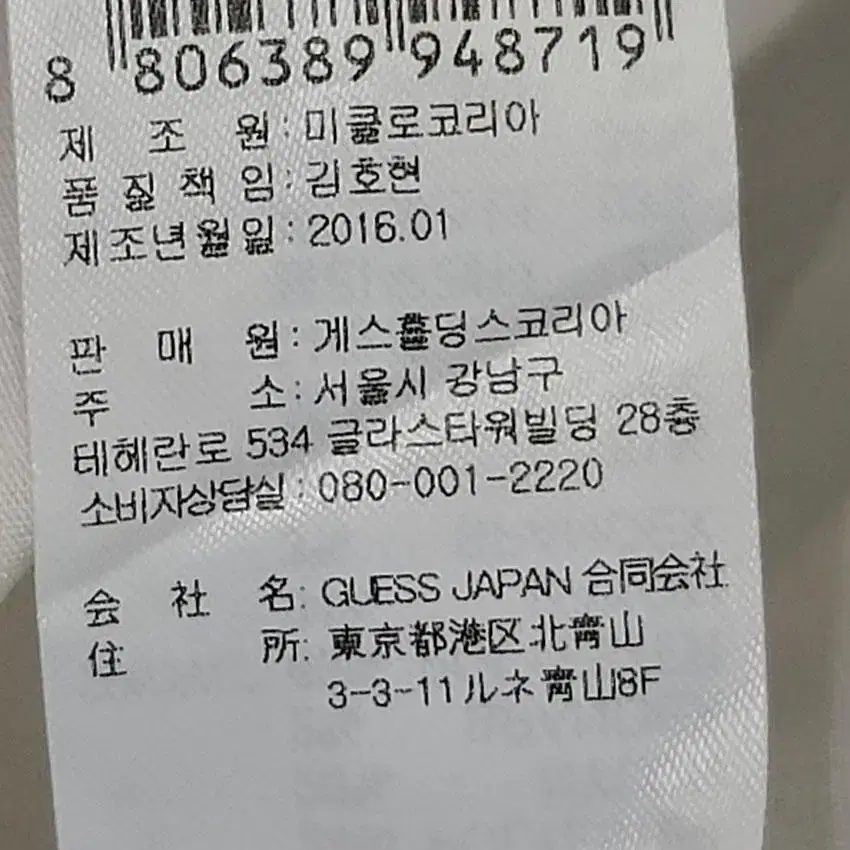 8 806389 948719
제 조 원 : 미쿨로코리아
품 질 책 임 : 김호현
제조년월일 : 2016.01
판 매 원 : 게스홀딩스코리아
주 소 : 서울시 강남구
테헤란로 534 글라스타워빌딩 28층
소비자상담실 : 080-001-2220
会 社 名 : GUESS JAPAN 合同会社
住 所 : 東京都港区北青山
3-3-11 ルネ青山8F